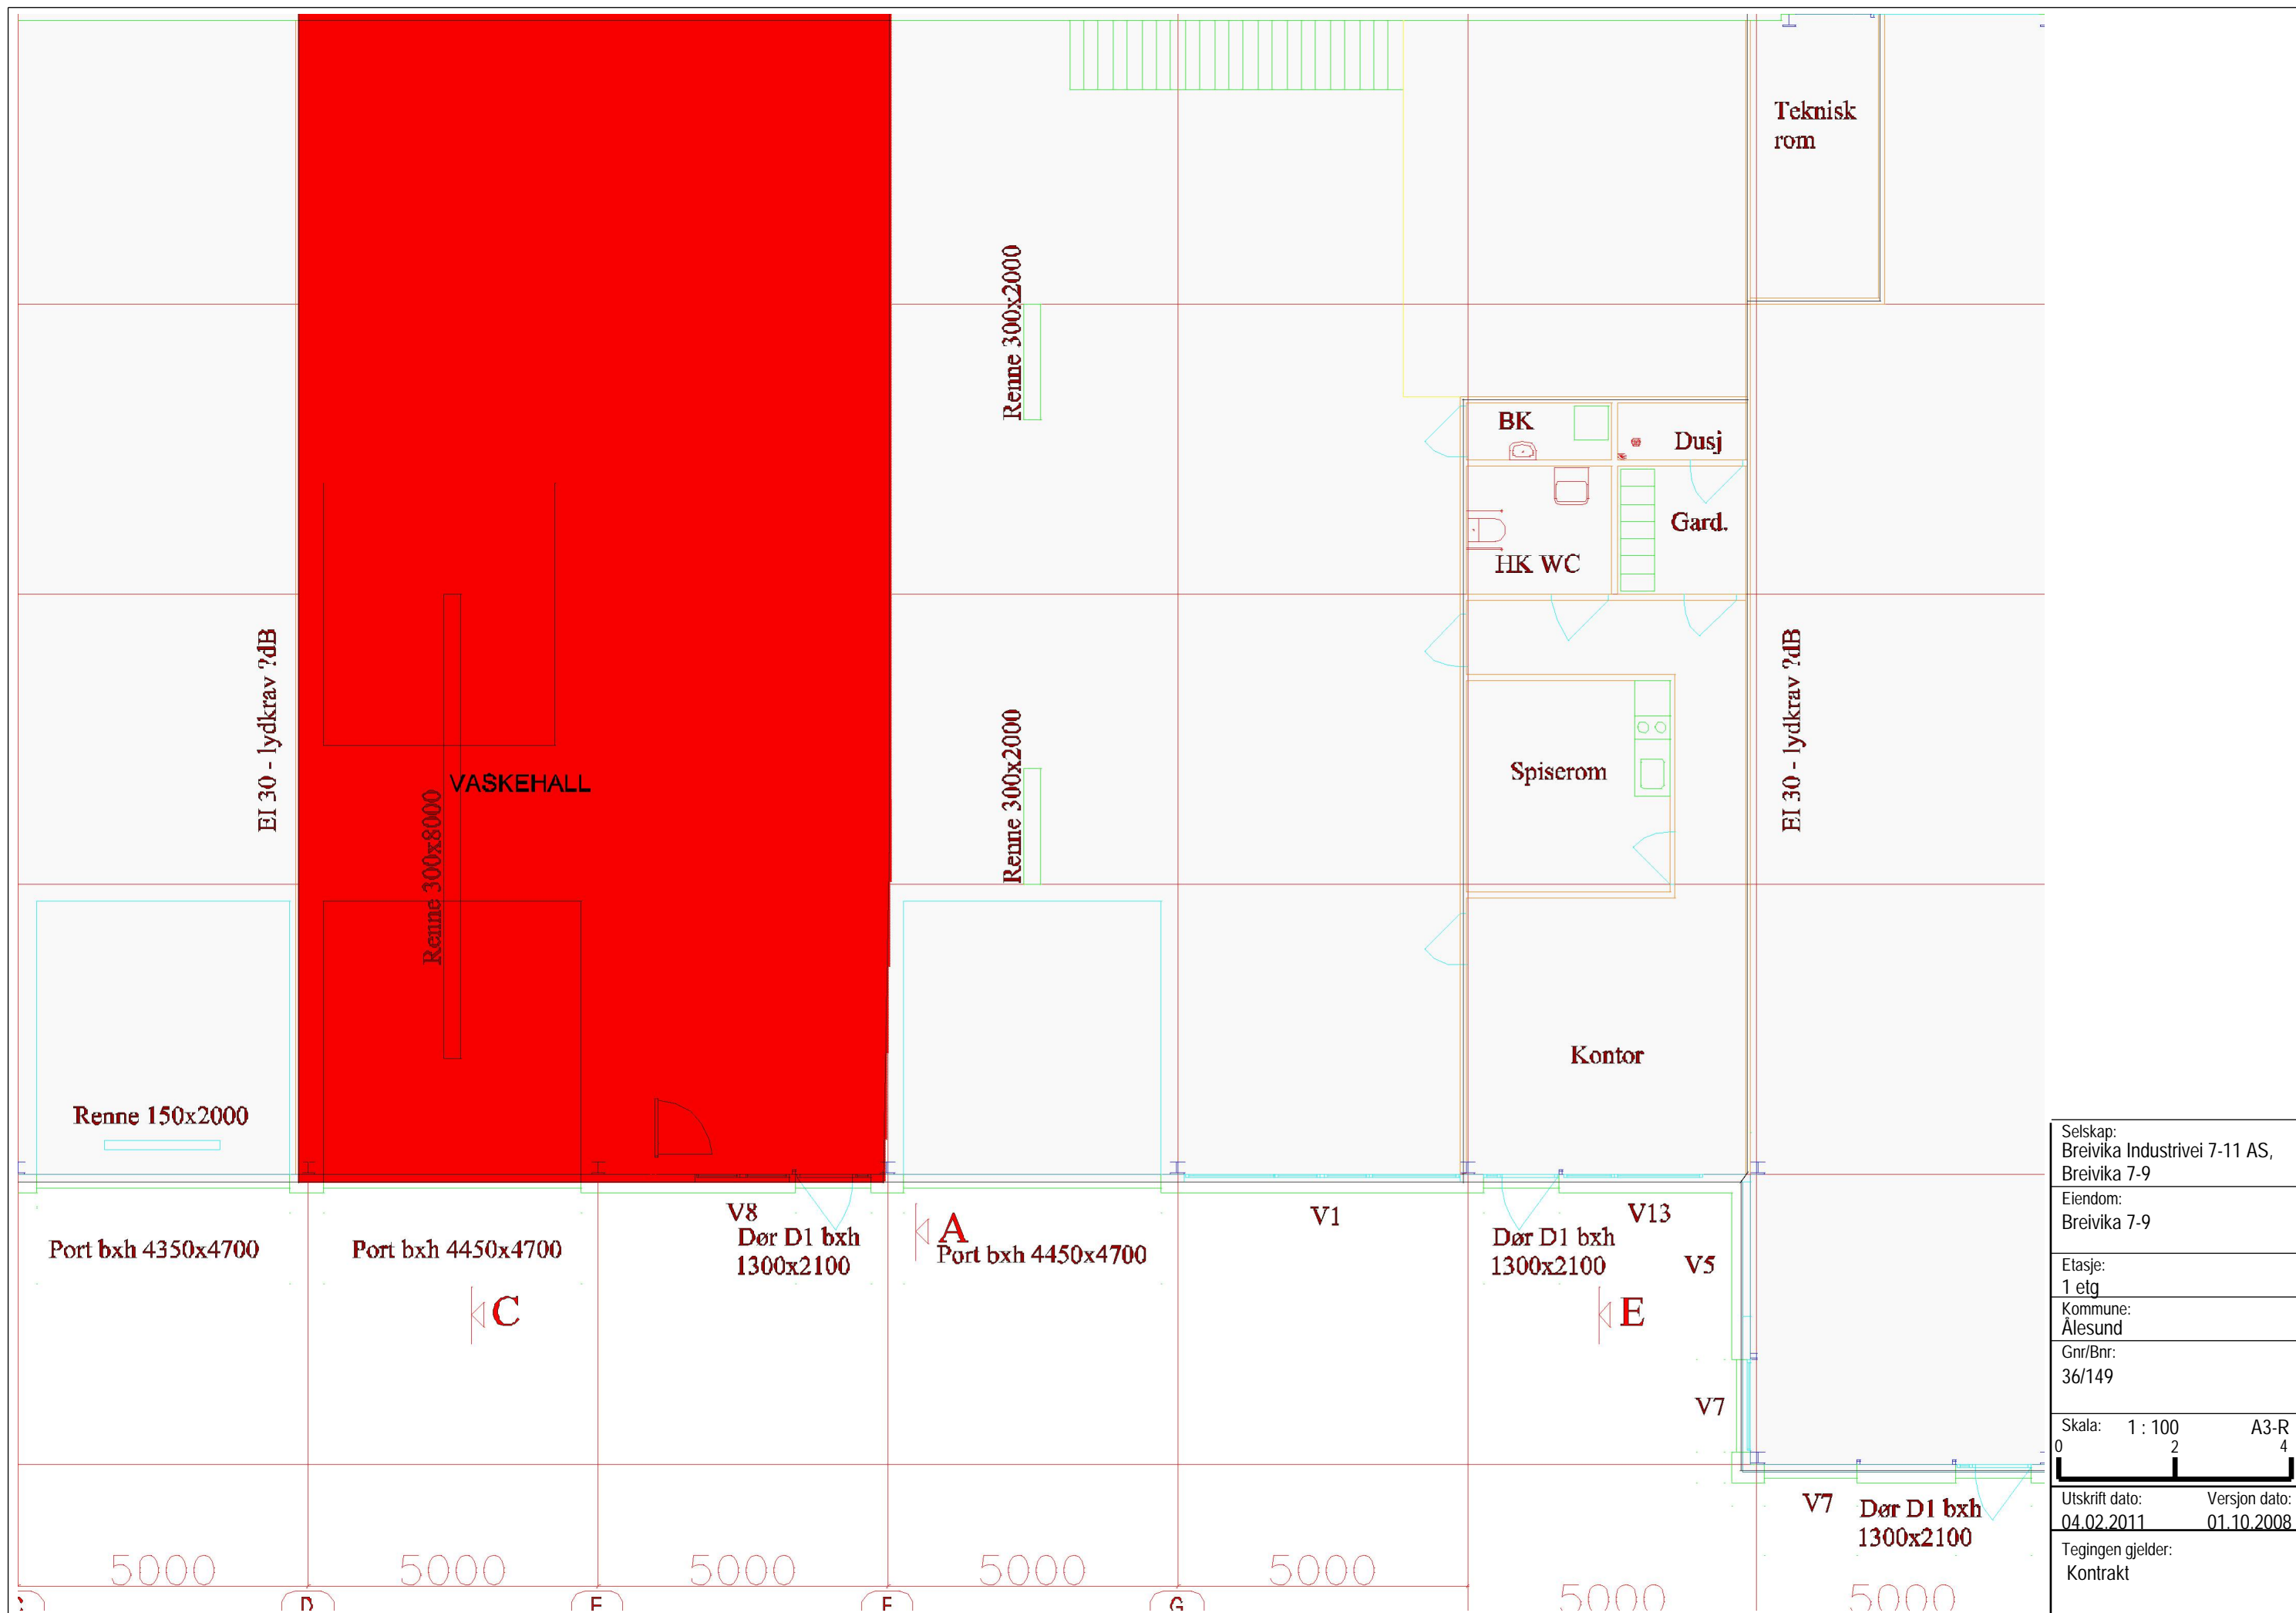 Teknisk
rom
Renne 300x2000
BK
Dusj
Gard.
HK WC
EI 30 - lydkrav ?dB
EI 30 - lydkrav ?dB
Renne 300x2000
Spiserom
VASKEHALL
Renne 300x8000
Kontor
Renne 150x2000
V8
Dør D1 bxh
1300x2100
A
V1
V13
Dør D1 bxh
1300x2100
Port bxh 4350x4700
Port bxh 4450x4700
Port bxh 4450x4700
V5
C
E
V7
V7
Dør D1 bxh
1300x2100
5000
5000
5000
5000
5000
5000
5000
D
G
Selskap:
Breivika Industrivei 7-11 AS,
Breivika 7-9
Eiendom:
Breivika 7-9
Etasje:
1 etg
Kommune:
Ålesund
Gnr/Bnr:
36/149
Skala: 1 : 100 A3-R
0 2 4
Utskrift dato: Versjon dato:
04.02.2011 01.10.2008
Tegingen gjelder:
Kontrakt